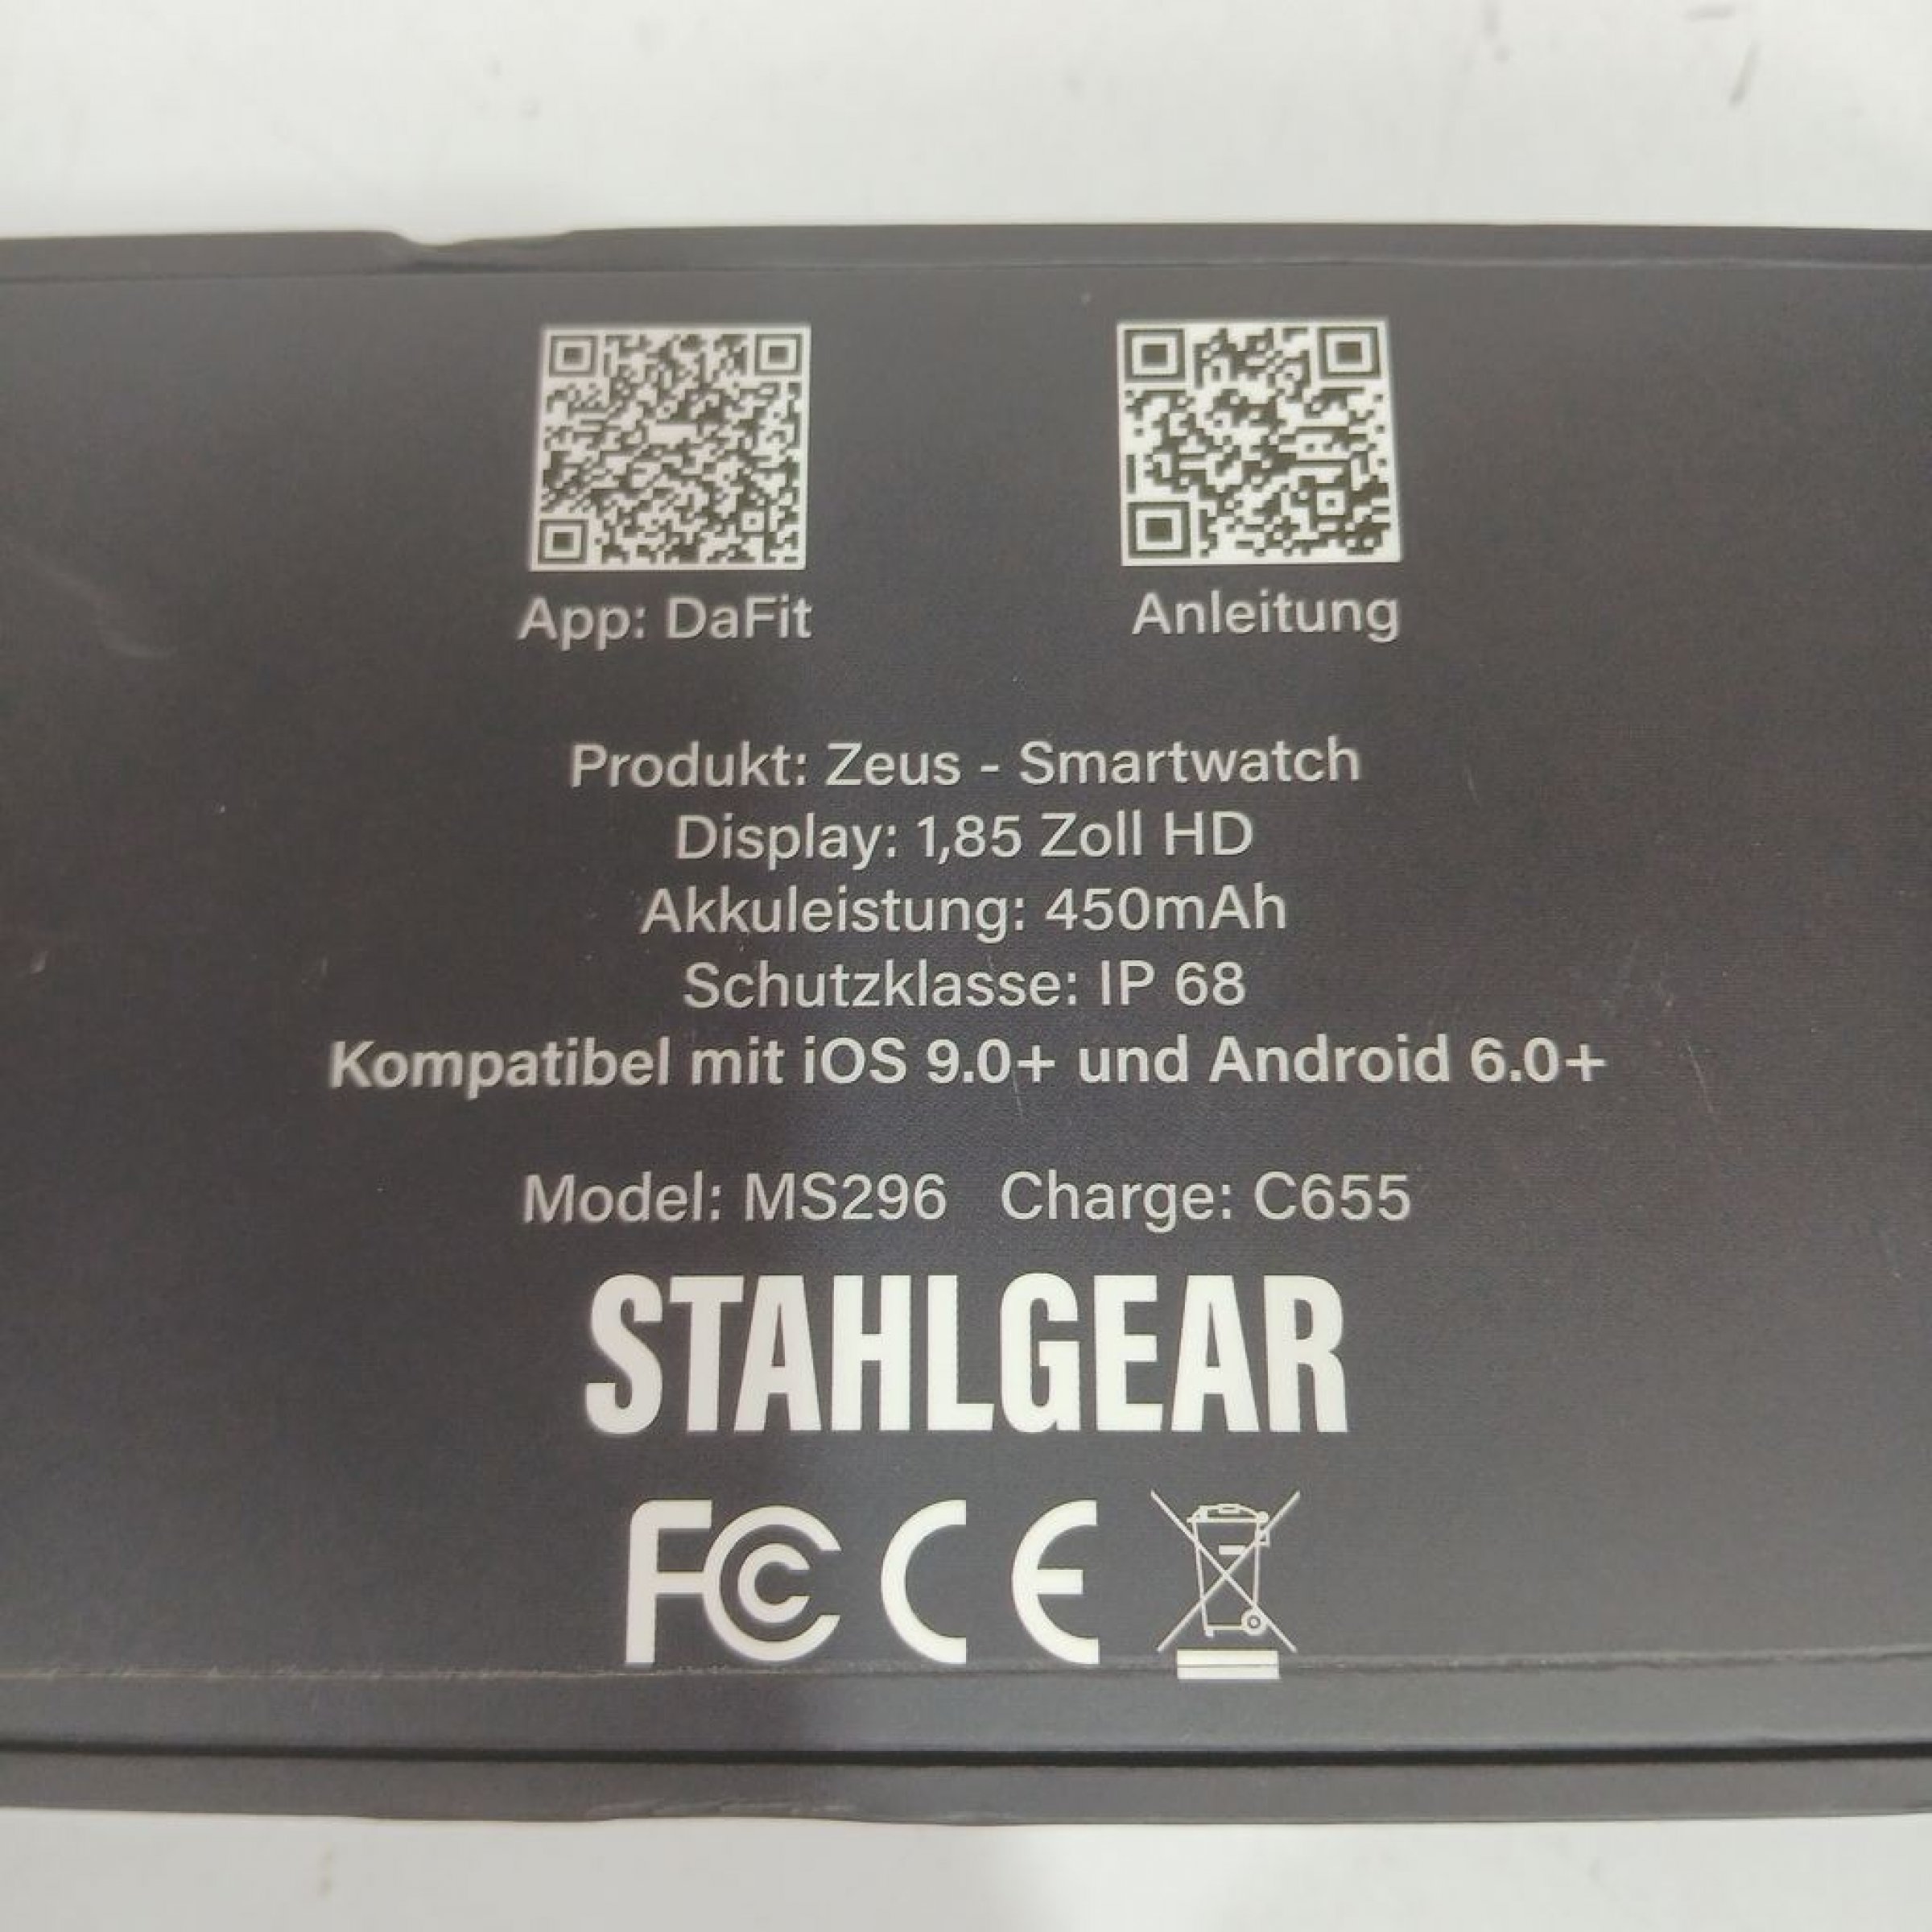 App: DaFit
Anleitung
Produkt: Zeus - Smartwatch
Display: 1,85 Zoll HD
Akkuleistung: 450mAh
Schutzklasse: IP 68
Kompatibel mit iOS 9.0+ und Android 6.0+
Model: MS296 Charge: C655
STAHLGEAR
FC CE